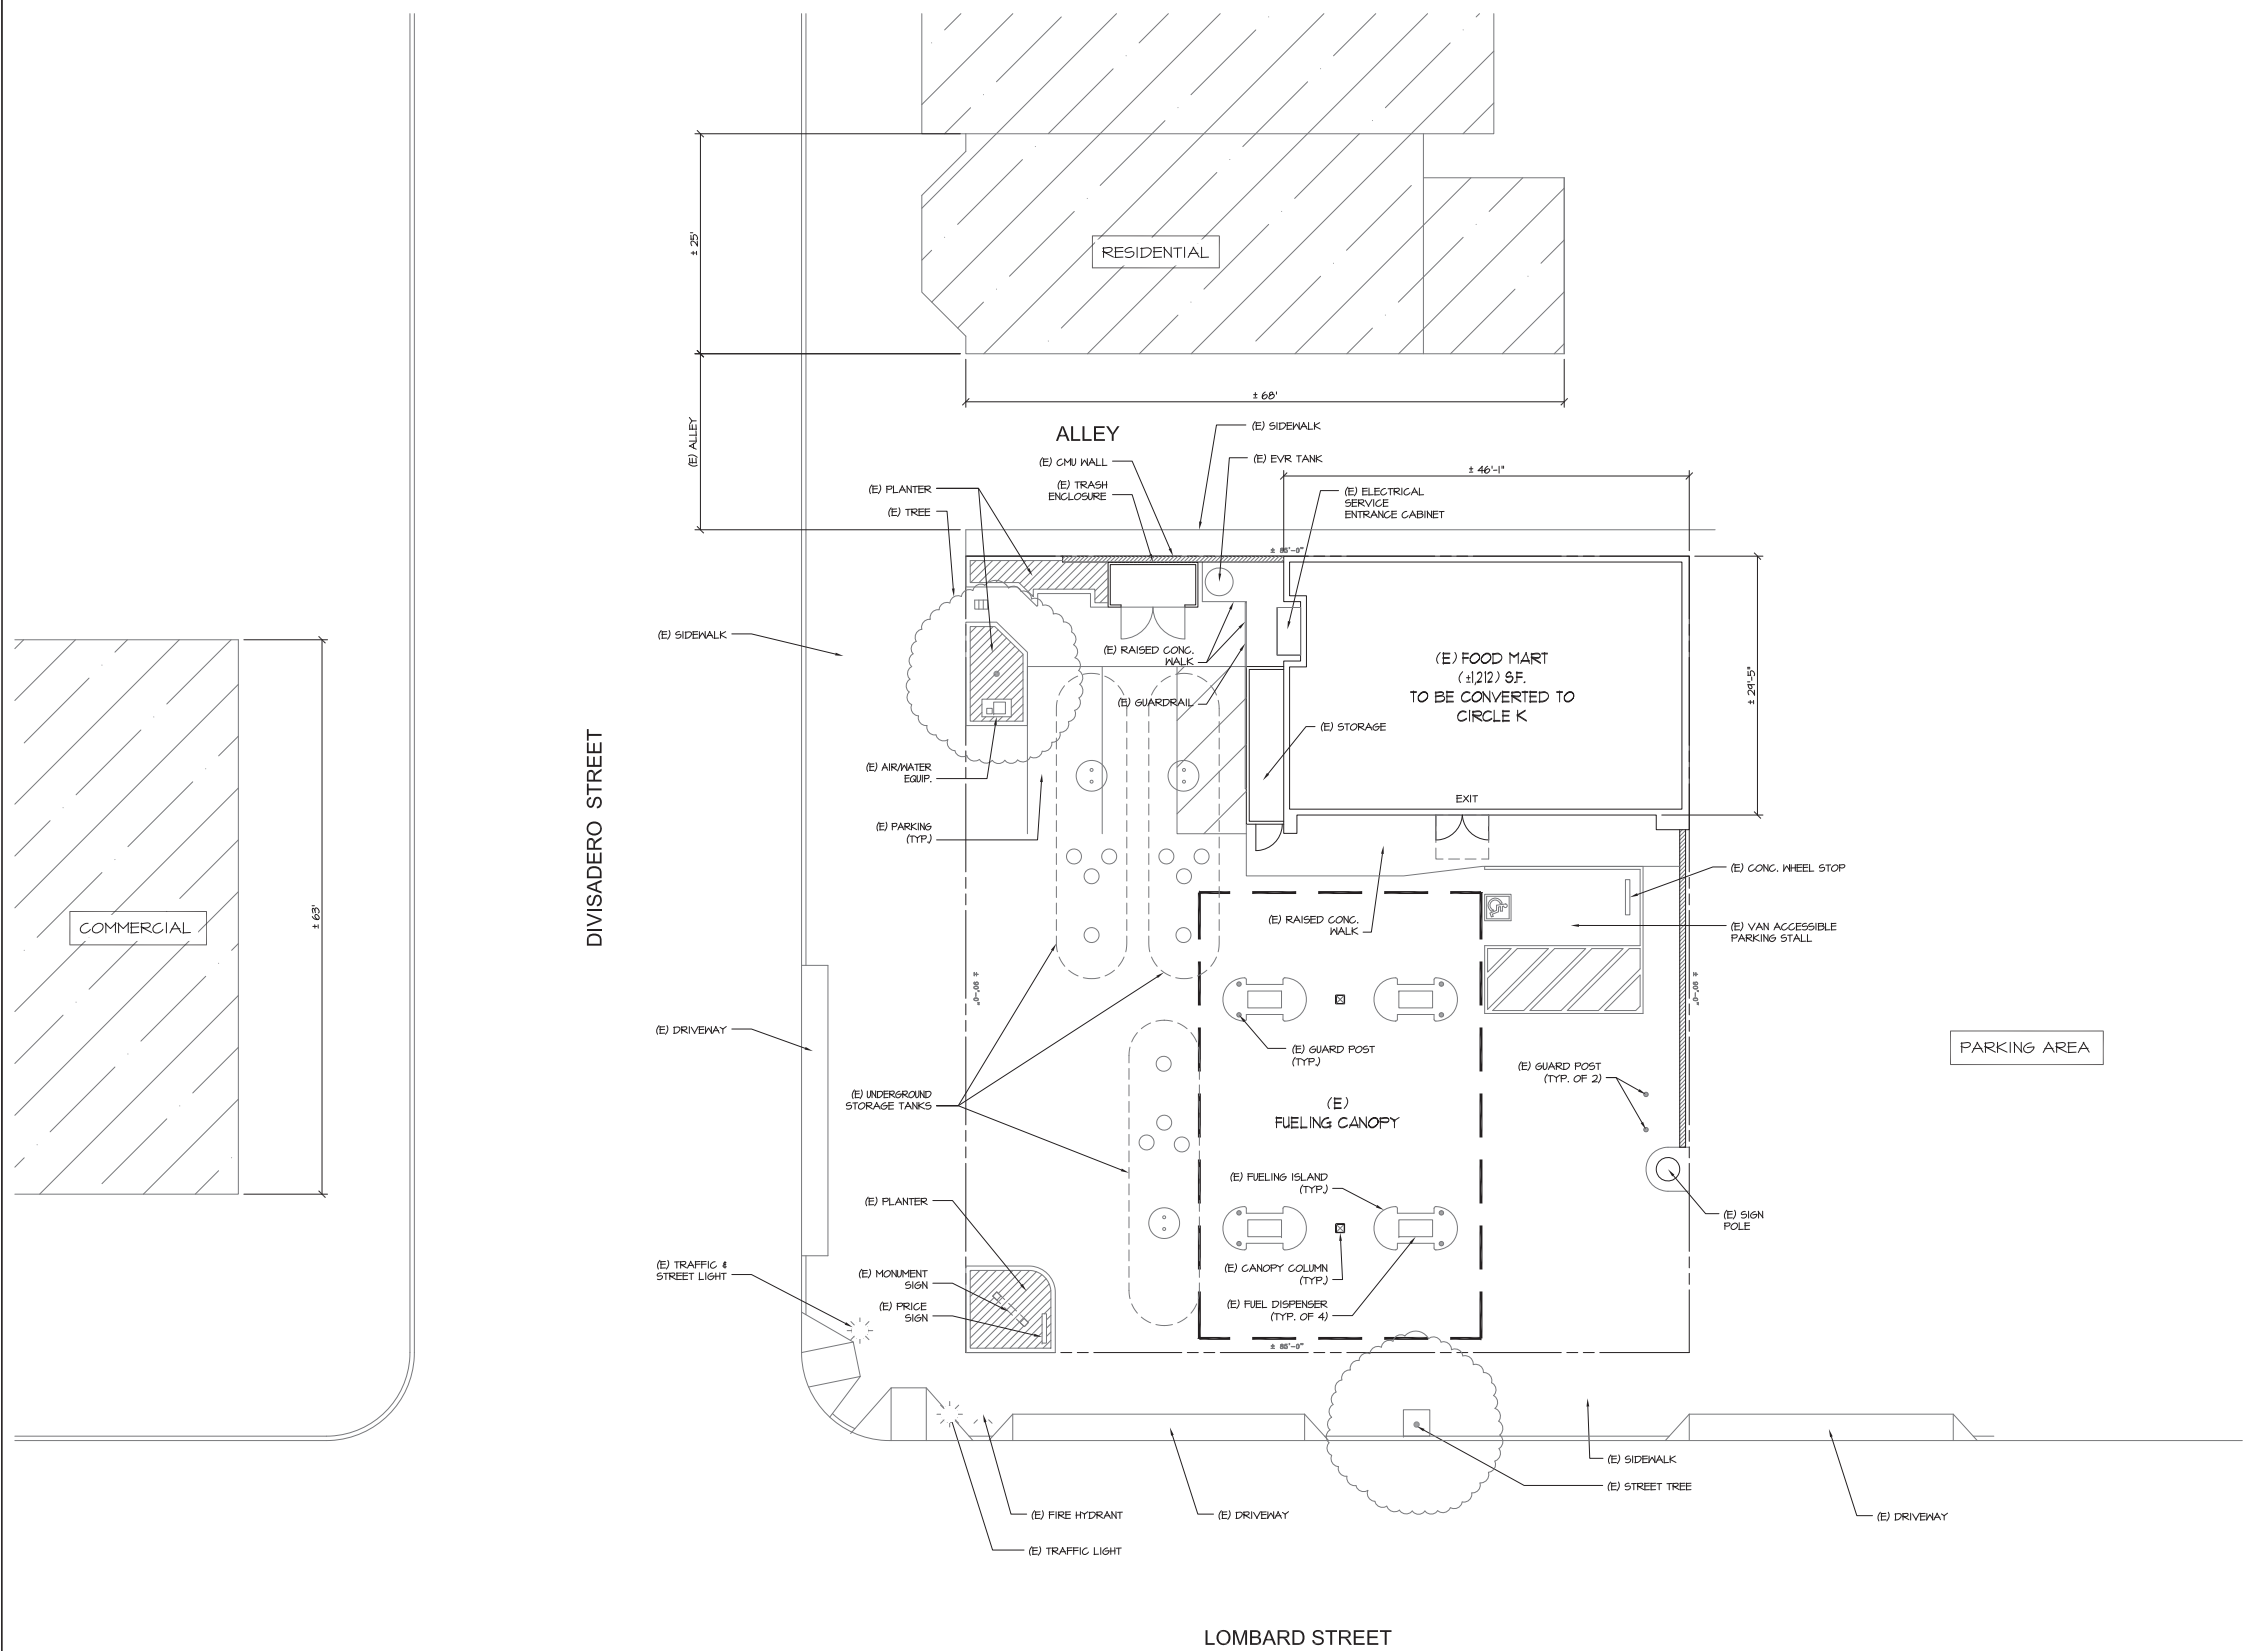 ± 25'
RESIDENTIAL
± 68'
(E) ALLEY
ALLEY
(E) SIDEWALK
(E) CMU WALL
(E) EVR TANK
± 46'-1"
(E) TRASH
ENCLOSURE
(E) PLANTER
(E) TREE
(E) ELECTRICAL
SERVICE
ENTRANCE CABINET
± 85'-0"
(E) SIDEWALK
(E) RAISED CONC.
WALK
(E) GUARDRAIL
(E) FOOD MART
(±1,212) S.F.
TO BE CONVERTED TO
CIRCLE K
± 29'-5"
(E) STORAGE
(E) AIR/WATER
EQUIP.
EXIT
(E) PARKING
(TYP.)
DIVISADERO STREET
COMMERCIAL
± 63'
(E) CONC. WHEEL STOP
(E) RAISED CONC.
WALK
(E) VAN ACCESSIBLE
PARKING STALL
± 90'-0"
± 90'-0"
(E) DRIVEWAY
(E) GUARD POST
(TYP.)
PARKING AREA
(E) GUARD POST
(TYP. OF 2)
(E) UNDERGROUND
STORAGE TANKS
(E)
FUELING CANOPY
(E) FUELING ISLAND
(TYP.)
(E) PLANTER
(E) SIGN
POLE
(E) TRAFFIC &
STREET LIGHT
(E) MONUMENT
SIGN
(E) PRICE
SIGN
(E) CANOPY COLUMN
(TYP.)
(E) FUEL DISPENSER
(TYP. OF 4)
± 85'-0"
(E) SIDEWALK
(E) STREET TREE
(E) FIRE HYDRANT
(E) DRIVEWAY
(E) DRIVEWAY
(E) TRAFFIC LIGHT
LOMBARD STREET